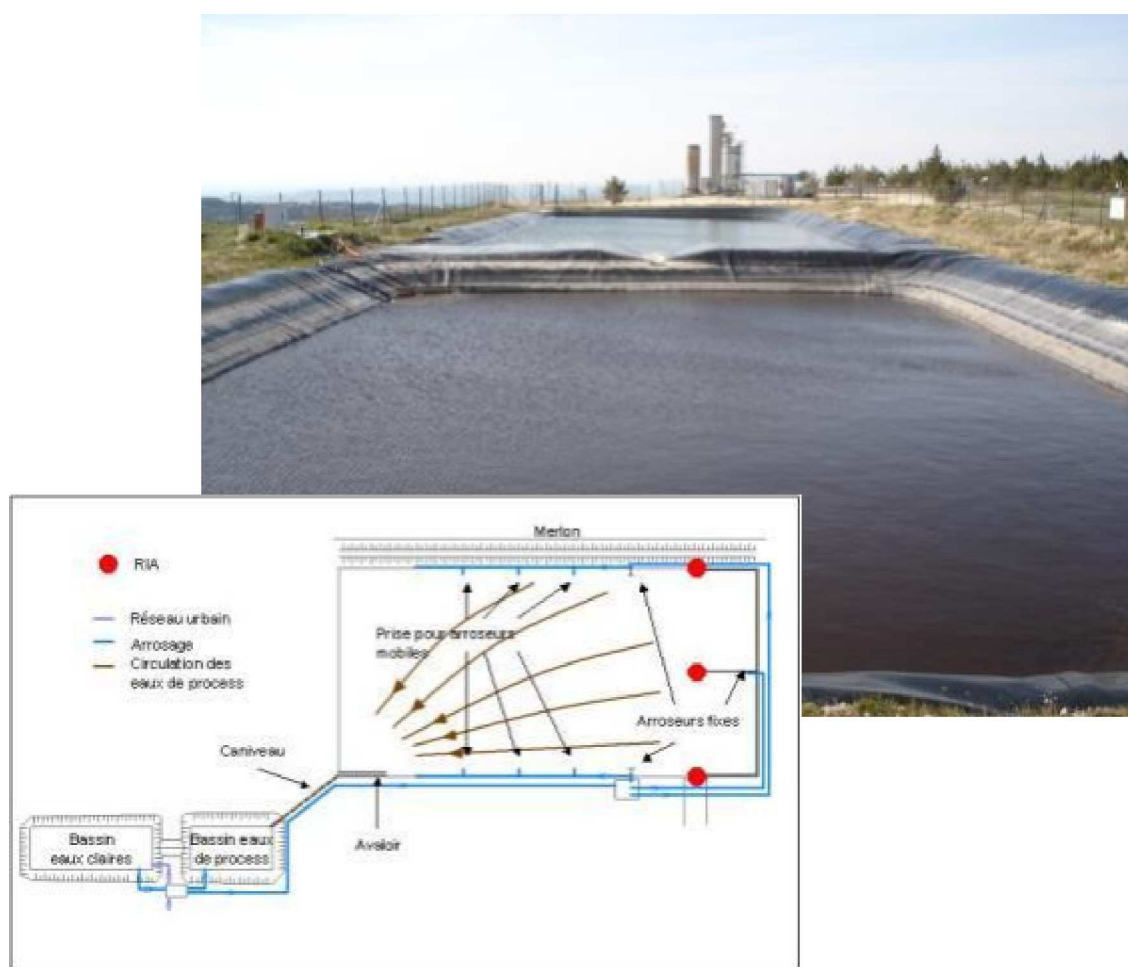 Merlon
RIA
Réseau urbain
Arrosage
Circulation des
eaux de process
Prise pour arroseurs
mobiles
Arroseurs fixes
Caniveau
Avaloir
Bassin
eaux claires
Bassin eaux
de process